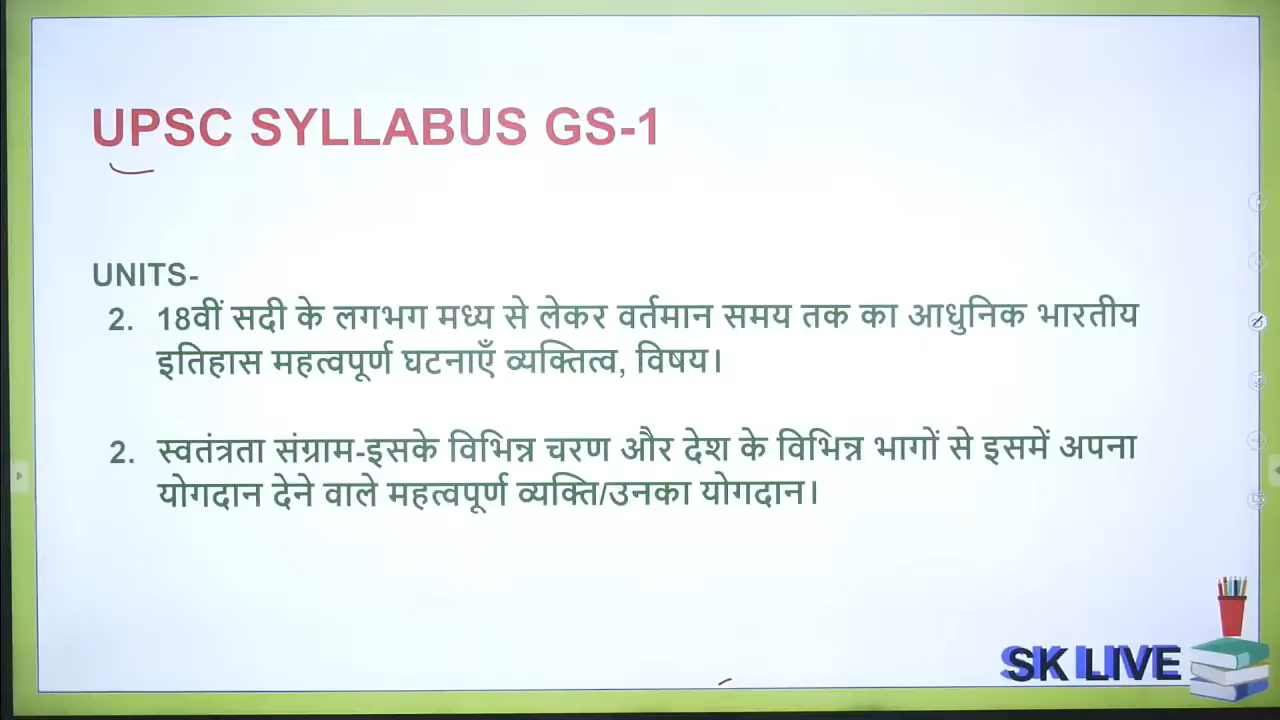 UPSC SYLLABUS GS-1
UNITS-
2. 18वीं सदी के लगभग मध्य से लेकर वर्तमान समय तक का आधुनिक भारतीय
इतिहास महत्वपूर्ण घटनाएँ व्यक्तित्व, विषय।
2. स्वतंत्रता संग्राम-इसके विभिन्न चरण और देश के विभिन्न भागों से इसमें अपना
योगदान देने वाले महत्वपूर्ण व्यक्ति/उनका योगदान।
SK LIVE